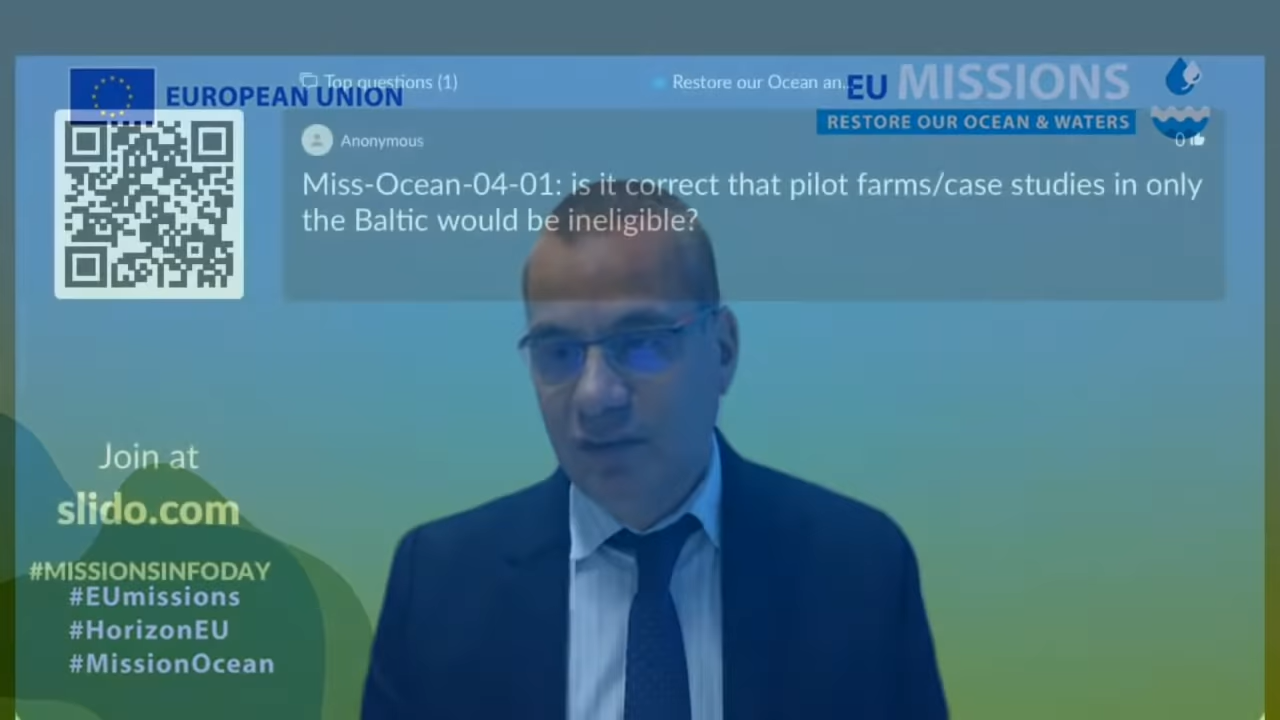 Top questions (1)
Restore our Ocean an...
EUROPEAN UNION
EU MISSIONS
RESTORE OUR OCEAN & WATERS
Anonymous
0
Miss-Ocean-04-01: is it correct that pilot farms/case studies in only
the Baltic would be ineligible?
Join at
slido.com
#MISSIONSINFODAY
#EUmissions
#HorizonEU
#MissionOcean